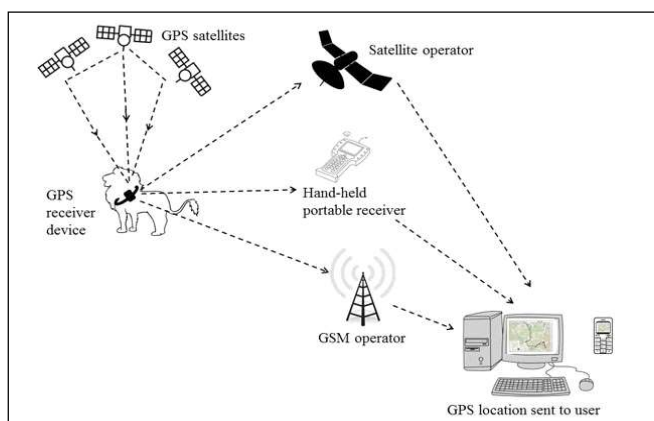 GPS satellites
Satellite operator
GPS
receiver
device
Hand-held
portable receiver
GSM operator
GPS location sent to user